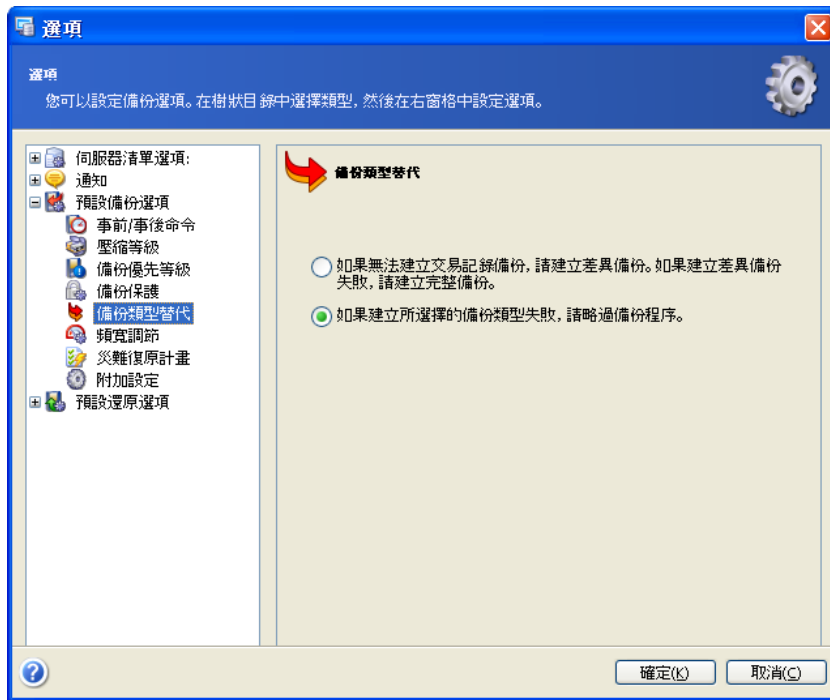 選項
選項
您可以設定備份選項。在樹狀目錄中選擇類型，然後在右窗格中設定選項。
伺服器清單選項:
通知
預設備份選項
事前/事後命令
壓縮等級
備份優先等級
備份保護
備份類型替代
頻寬調節
災難復原計畫
附加設定
預設還原選項
備份類型替代
如果無法建立交易記錄備份，請建立差異備份。如果建立差異備份
失敗，請建立完整備份。
如果建立所選擇的備份類型失敗，請略過備份程序。
確定(K)
取消(C)